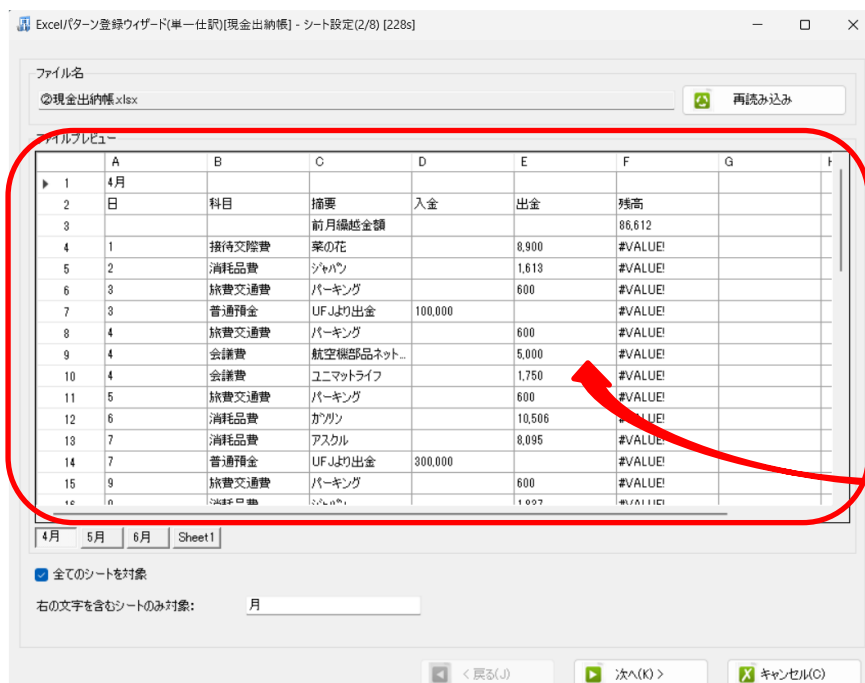 Excelパターン登録ウィザード(単一仕訳)[現金出納帳] - シート設定(2/8) [228s]
ファイル名
②現金出納帳.xlsx 再読み込み
ファイルプレビュー
A B C D E F G H
1 4月
2 日 科目 摘要 入金 出金 残高
3 前月繰越金額 86,612
4 1 接待交際費 菜の花 8,900 #VALUE!
5 2 消耗品費 ジャパン 1,613 #VALUE!
6 3 旅費交通費 パーキング 600 #VALUE!
7 3 普通預金 UFJより出金 100,000 #VALUE!
8 4 旅費交通費 パーキング 600 #VALUE!
9 4 会議費 航空機部品ネット... 5,000 #VALUE!
10 4 会議費 ユニマットライフ 1,750 #VALUE!
11 5 旅費交通費 パーキング 600 #VALUE!
12 6 消耗品費 ガソリン 10,506 #VALUE!
13 7 消耗品費 アスクル 8,095 #VALUE!
14 7 普通預金 UFJより出金 300,000 #VALUE!
15 9 旅費交通費 パーキング 600 #VALUE!
4月 5月 6月 Sheet1
全てのシートを対象
右の文字を含むシートのみ対象: 月
< 戻る(J) 次へ(K) > キャンセル(C)